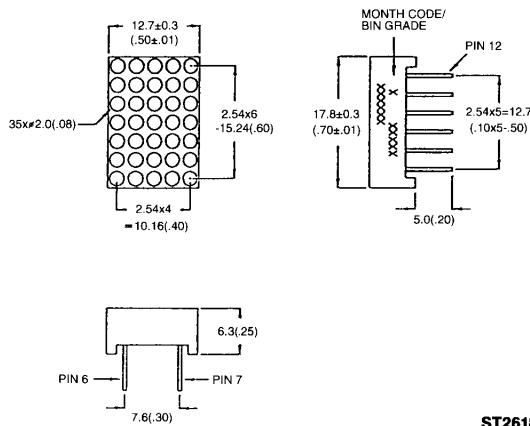 12.7±0.3
(.50±.01)
35xø2.0(.08)
2.54x6
-15.24(.60)
2.54x4
=10.16(.40)
MONTH CODE/
BIN GRADE
PIN 12
17.8±0.3
(.70±.01)
2.54x5=12.7
(.10x5-.50)
5.0(.20)
6.3(.25)
PIN 6
PIN 7
7.6(.30)